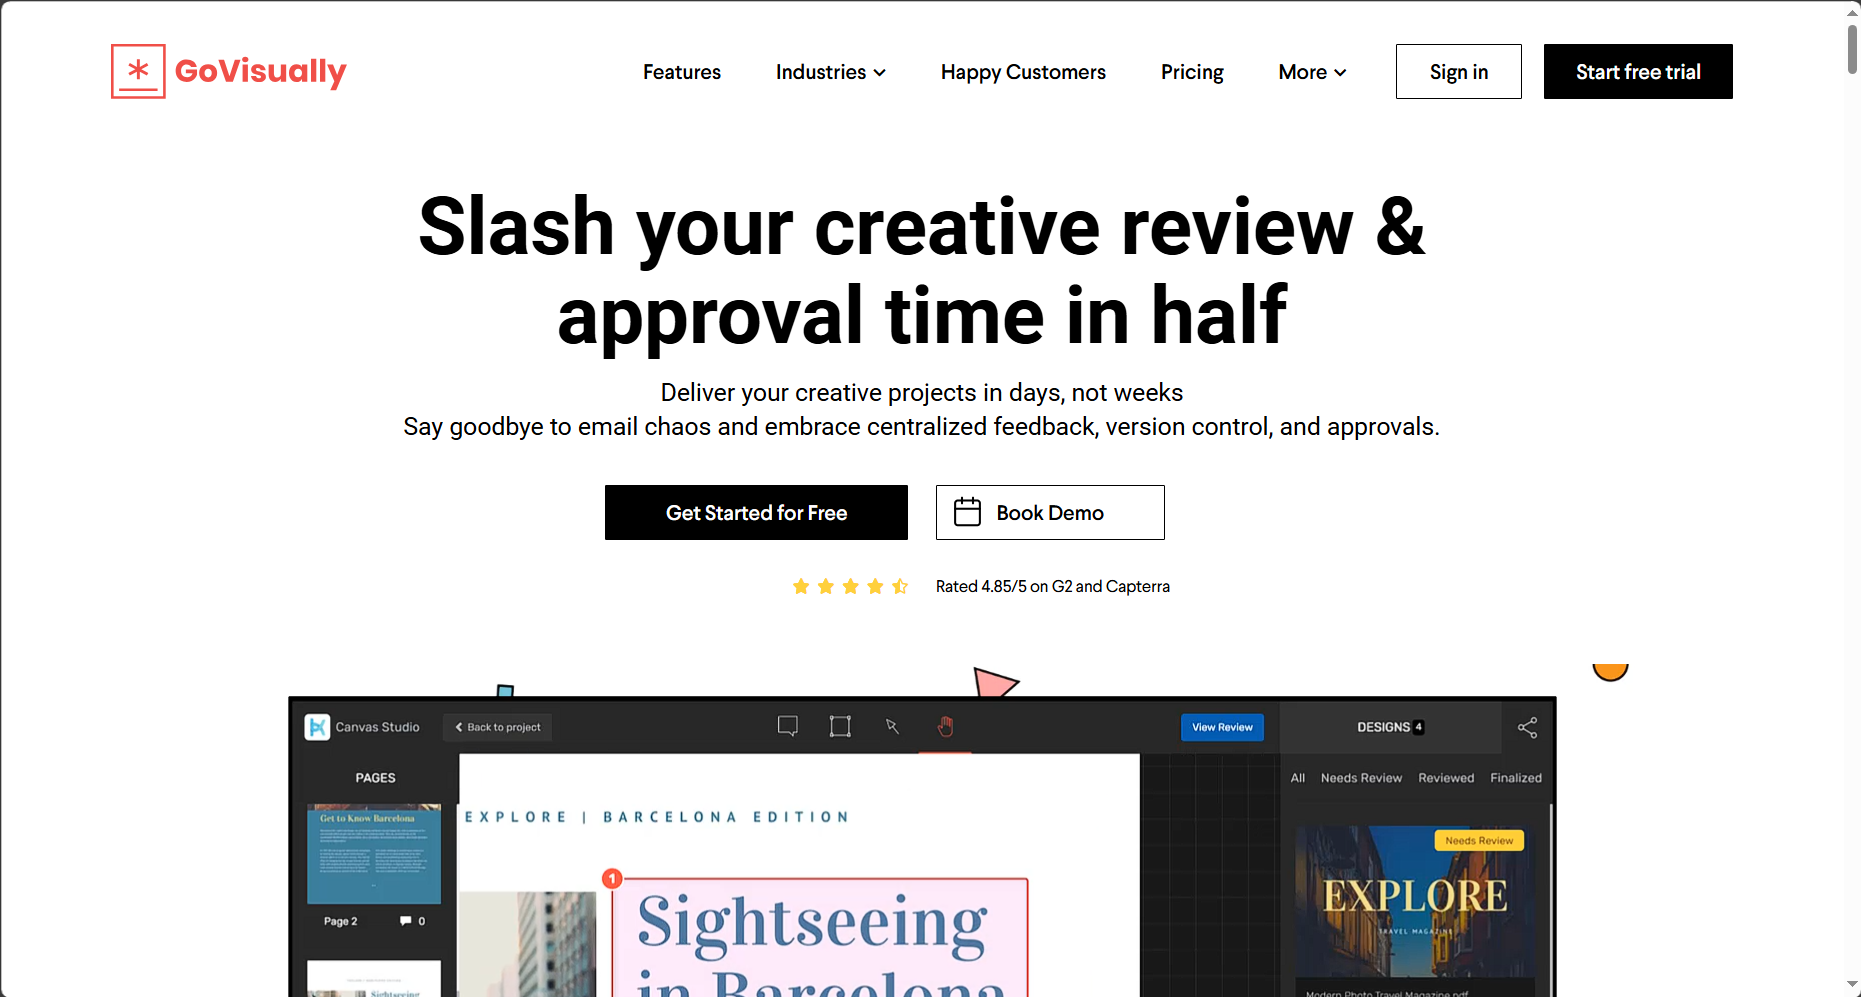 GoVisually
Features
Industries
Happy Customers
Pricing
More
Sign in
Start free trial
Slash your creative review &
approval time in half
Deliver your creative projects in days, not weeks
Say goodbye to email chaos and embrace centralized feedback, version control, and approvals.
Get Started for Free
Book Demo
Rated 4.85/5 on G2 and Capterra
Canvas Studio
Back to project
View Review
DESIGNS 4
PAGES
All
Needs Review
Reviewed
Finalized
Get to Know Barcelona
Page 2
0
EXPLORE | BARCELONA EDITION
1
Sightseeing
in Barcelona
Needs Review
EXPLORE
TRAVEL MAGAZINE
Modern Photo Travel Magazine.pdf
Sightseeing